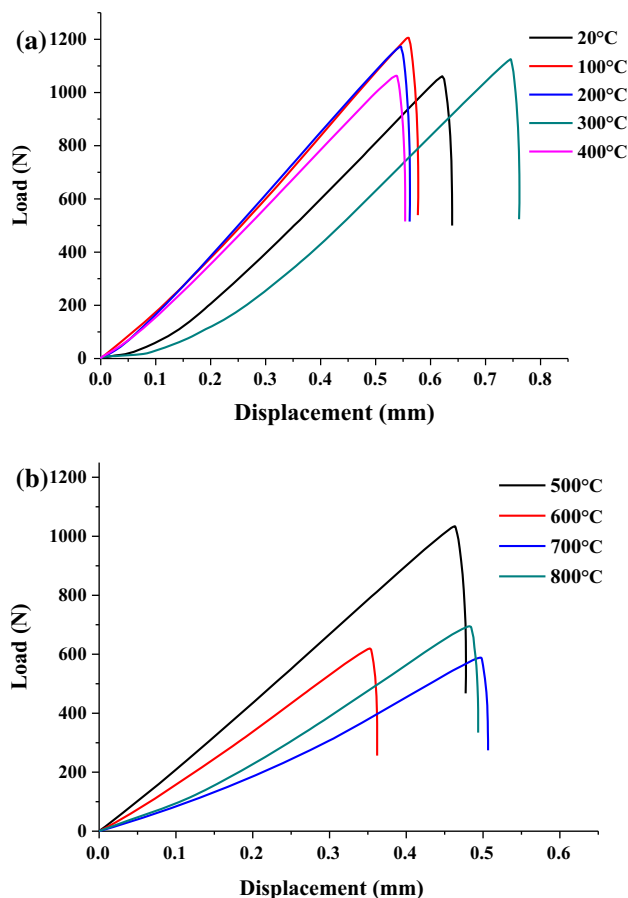 (a)
20°C
100°C
200°C
300°C
400°C
Load (N)
1200
1000
800
600
400
200
0
0.0 0.1 0.2 0.3 0.4 0.5 0.6 0.7 0.8
Displacement (mm)
(b)
500°C
600°C
700°C
800°C
Load (N)
1200
1000
800
600
400
200
0
0.0 0.1 0.2 0.3 0.4 0.5 0.6
Displacement (mm)